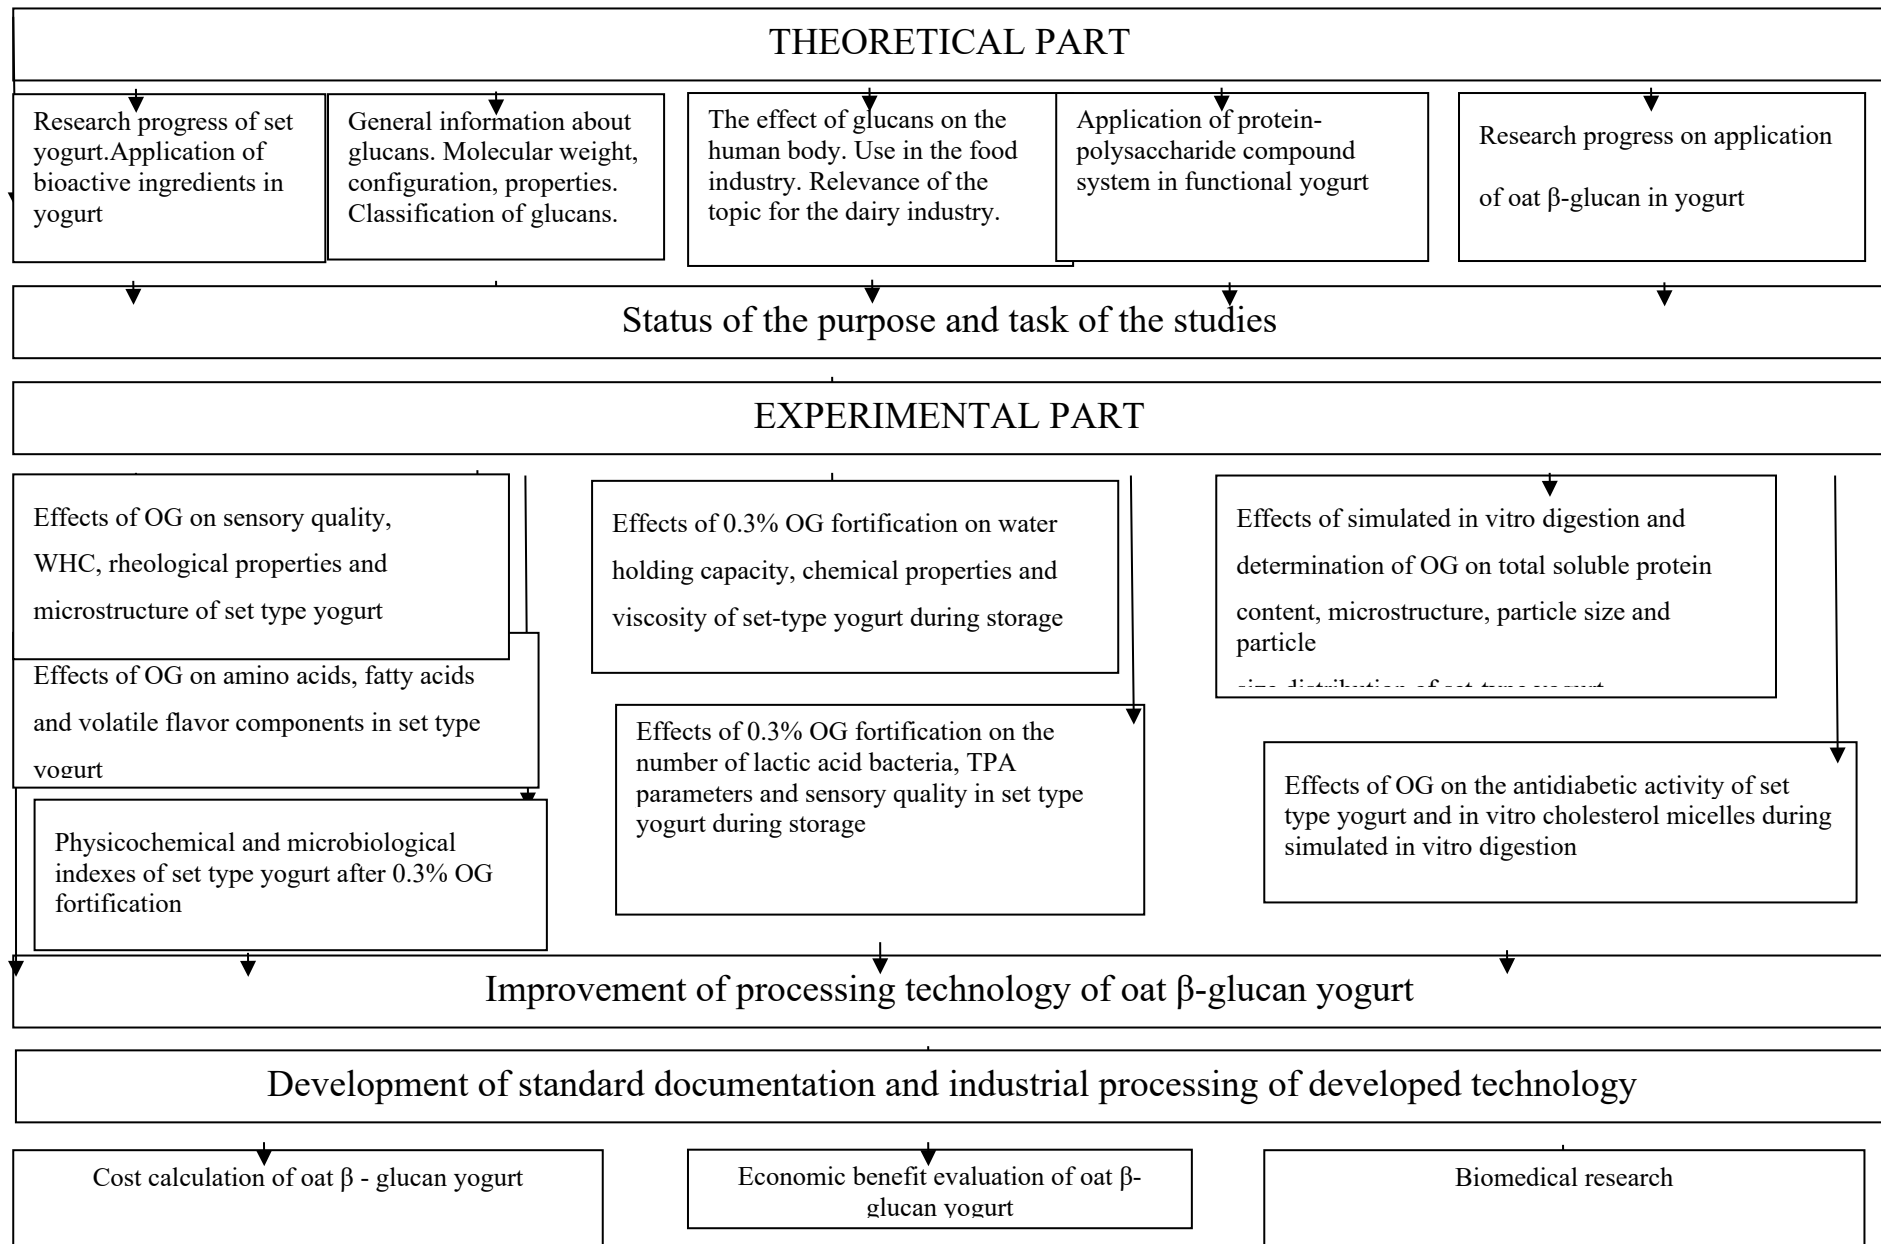 THEORETICAL PART
Research progress of set
yogurt.Application of
bioactive ingredients in
yogurt
General information about
glucans. Molecular weight,
configuration, properties.
Classification of glucans.
The effect of glucans on the
human body. Use in the food
industry. Relevance of the
topic for the dairy industry.
Application of protein-
polysaccharide compound
system in functional yogurt
Research progress on application
of oat β-glucan in yogurt
Status of the purpose and task of the studies
EXPERIMENTAL PART
Effects of OG on sensory quality,
WHC, rheological properties and
microstructure of set type yogurt
Effects of OG on amino acids, fatty acids
and volatile flavor components in set type
yogurt
Physicochemical and microbiological
indexes of set type yogurt after 0.3% OG
fortification
Effects of 0.3% OG fortification on water
holding capacity, chemical properties and
viscosity of set-type yogurt during storage
Effects of 0.3% OG fortification on the
number of lactic acid bacteria, TPA
parameters and sensory quality in set type
yogurt during storage
Effects of simulated in vitro digestion and
determination of OG on total soluble protein
content, microstructure, particle size and
particle
size distribution of set type yogurt
Effects of OG on the antidiabetic activity of set
type yogurt and in vitro cholesterol micelles during
simulated in vitro digestion
Improvement of processing technology of oat β-glucan yogurt
Development of standard documentation and industrial processing of developed technology
Cost calculation of oat β - glucan yogurt
Economic benefit evaluation of oat β-
glucan yogurt
Biomedical research